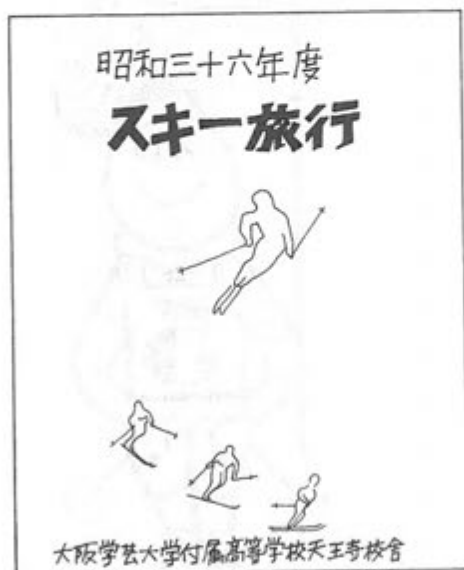 昭和三十六年度
スキー旅行
大阪学芸大学付属高等学校天王寺校舎